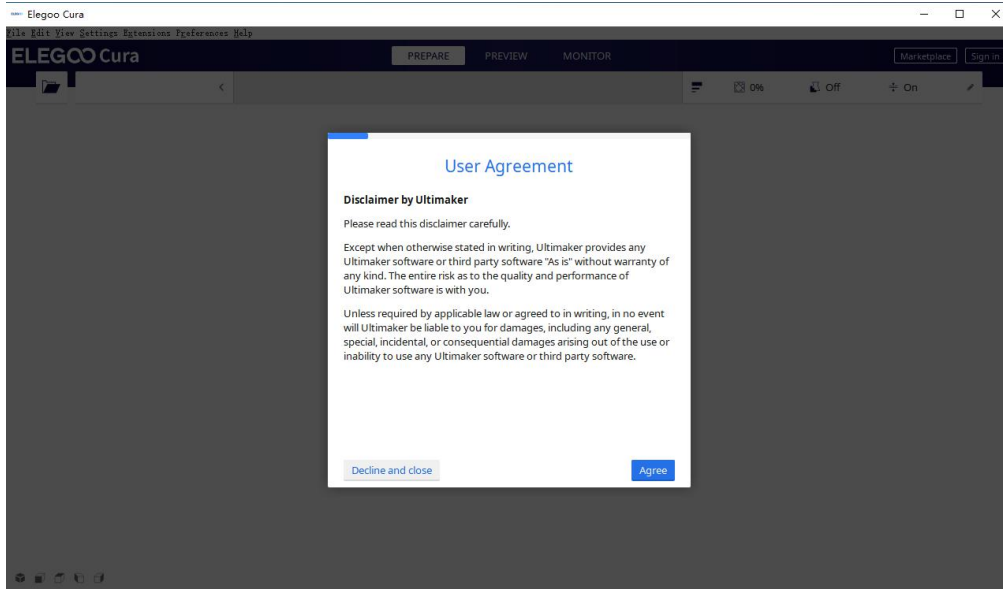 Elegoo Cura
File Edit View Settings Extensions Preferences Help
ELEGOO Cura
PREPARE PREVIEW MONITOR
Marketplace Sign in
0% Off On
User Agreement
Disclaimer by Ultimaker
Please read this disclaimer carefully.
Except when otherwise stated in writing, Ultimaker provides any
Ultimaker software or third party software "As is" without warranty of
any kind. The entire risk as to the quality and performance of
Ultimaker software is with you.
Unless required by applicable law or agreed to in writing, in no event
will Ultimaker be liable to you for damages, including any general,
special, incidental, or consequential damages arising out of the use or
inability to use any Ultimaker software or third party software.
Decline and close Agree